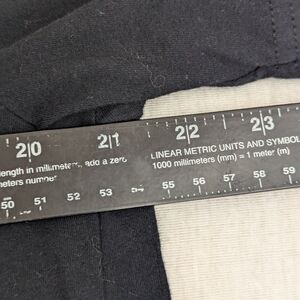 20 21 22 23
length in millimeters, add a zero LINEAR METRIC UNITS AND SYMBOL
meters number 1000 millimeters (mm) = 1 meter (m)
50 51 52 53 54 55 56 57 58 59